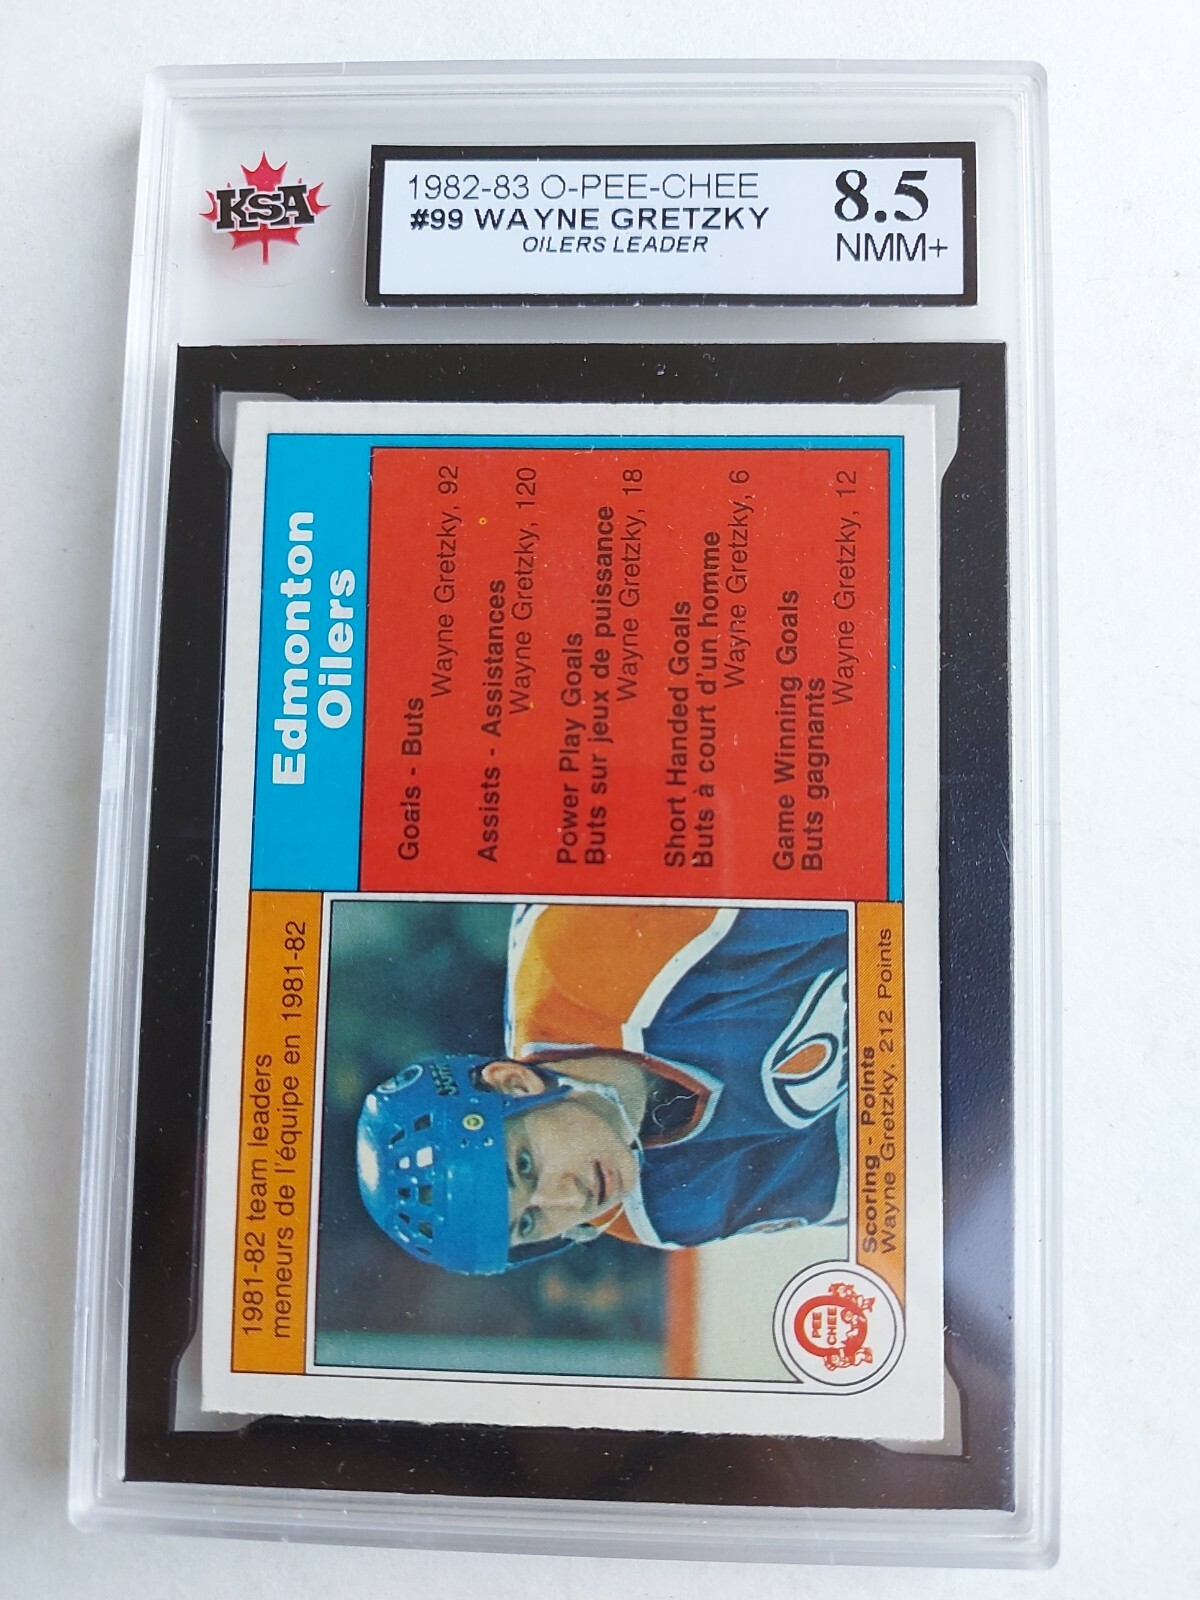 KSA
1982-83 O-PEE-CHEE
#99 WAYNE GRETZKY
OILERS LEADER
8.5
NMM+
1981-82 team leaders
meneurs de l'équipe en 1981-82
Edmonton
Oilers
Goals - Buts
Wayne Gretzky, 92
Assists - Assistances
Wayne Gretzky, 120
Power Play Goals
Buts sur jeux de puissance
Wayne Gretzky, 18
Short Handed Goals
Buts à court d'un homme
Wayne Gretzky, 6
Game Winning Goals
Buts gagnants
Wayne Gretzky, 12
Scoring - Points
Wayne Gretzky, 212 Points
O
PEE
CHEE